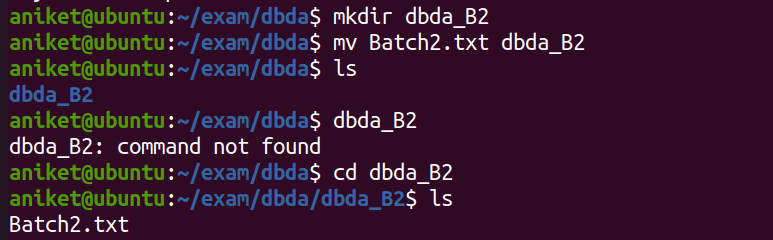 aniket@ubuntu:~/exam/dbda$ mkdir dbda_B2
aniket@ubuntu:~/exam/dbda$ mv Batch2.txt dbda_B2
aniket@ubuntu:~/exam/dbda$ ls
dbda_B2
aniket@ubuntu:~/exam/dbda$ dbda_B2
dbda_B2: command not found
aniket@ubuntu:~/exam/dbda$ cd dbda_B2
aniket@ubuntu:~/exam/dbda/dbda_B2$ ls
Batch2.txt